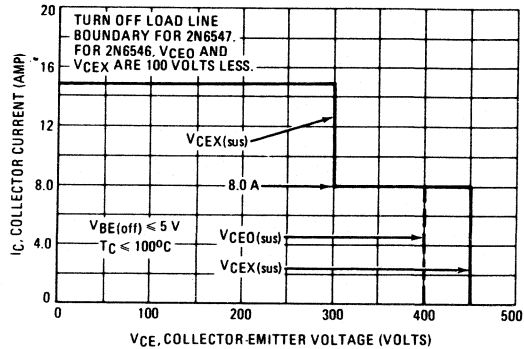 20
TURN OFF LOAD LINE
BOUNDARY FOR 2N6547.
FOR 2N6546, VCEO AND
VCEX ARE 100 VOLTS LESS.
16
VCEX(sus)
12
8.0 A
8.0
VBE(off) ≤ 5 V
TC ≤ 100°C
VCEO(sus)
4.0
VCEX(sus)
0
0 100 200 300 400 500
IC, COLLECTOR CURRENT (AMP)
VCE, COLLECTOR-EMITTER VOLTAGE (VOLTS)